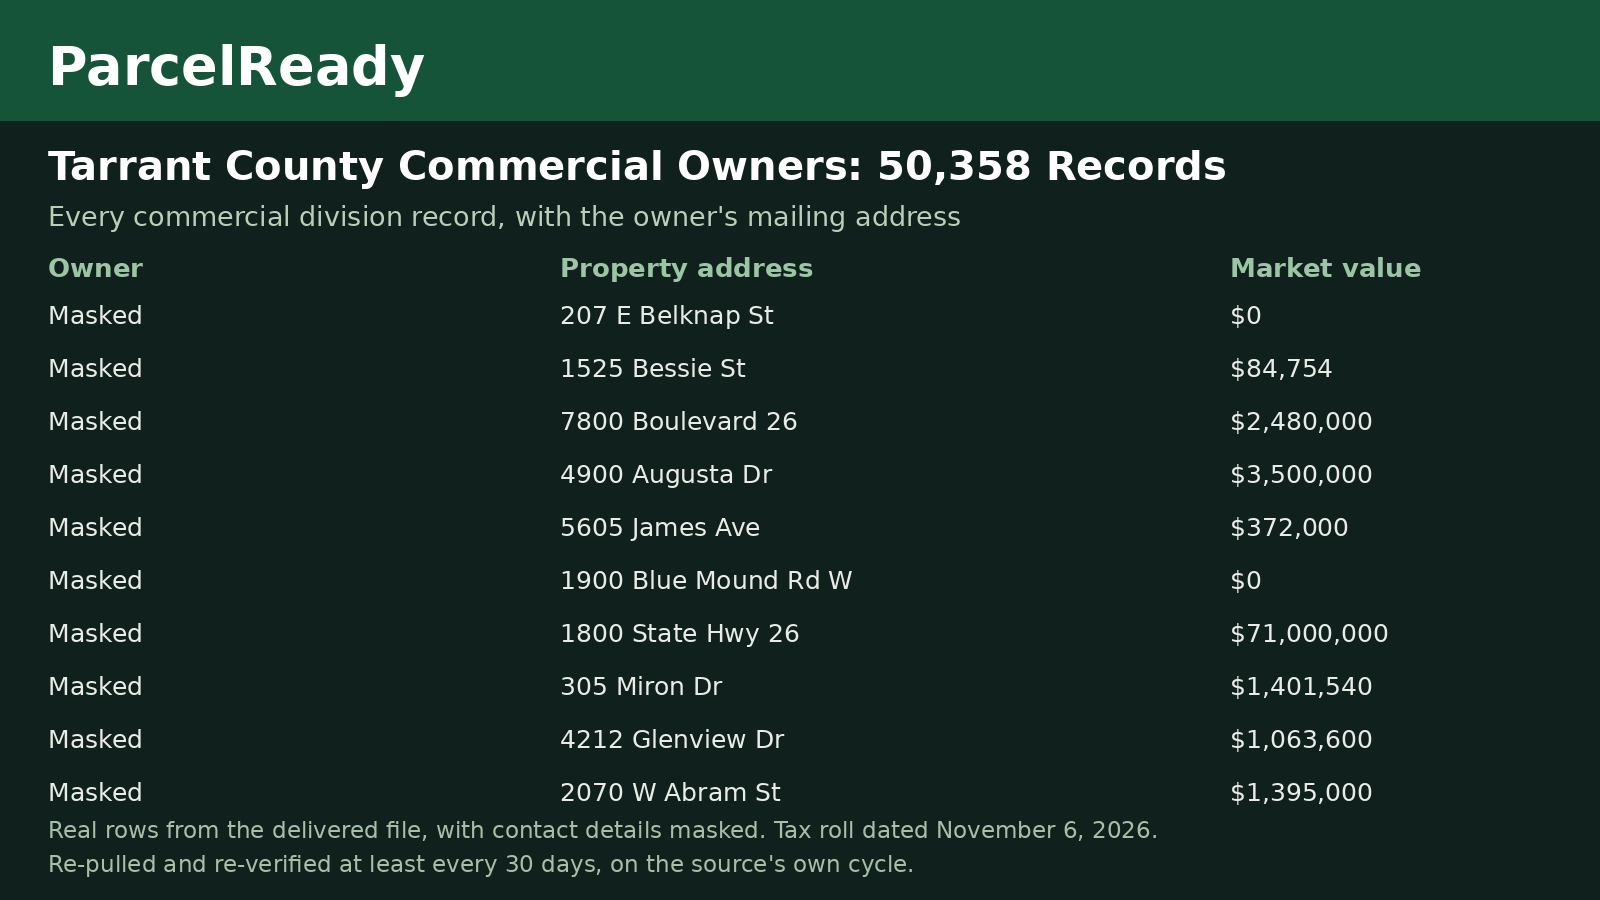 ParcelReady
Tarrant County Commercial Owners: 50,358 Records
Every commercial division record, with the owner's mailing address
Owner Property address Market value
Masked 207 E Belknap St $0
Masked 1525 Bessie St $84,754
Masked 7800 Boulevard 26 $2,480,000
Masked 4900 Augusta Dr $3,500,000
Masked 5605 James Ave $372,000
Masked 1900 Blue Mound Rd W $0
Masked 1800 State Hwy 26 $71,000,000
Masked 305 Miron Dr $1,401,540
Masked 4212 Glenview Dr $1,063,600
Masked 2070 W Abram St $1,395,000
Real rows from the delivered file, with contact details masked. Tax roll dated November 6, 2026.
Re-pulled and re-verified at least every 30 days, on the source's own cycle.